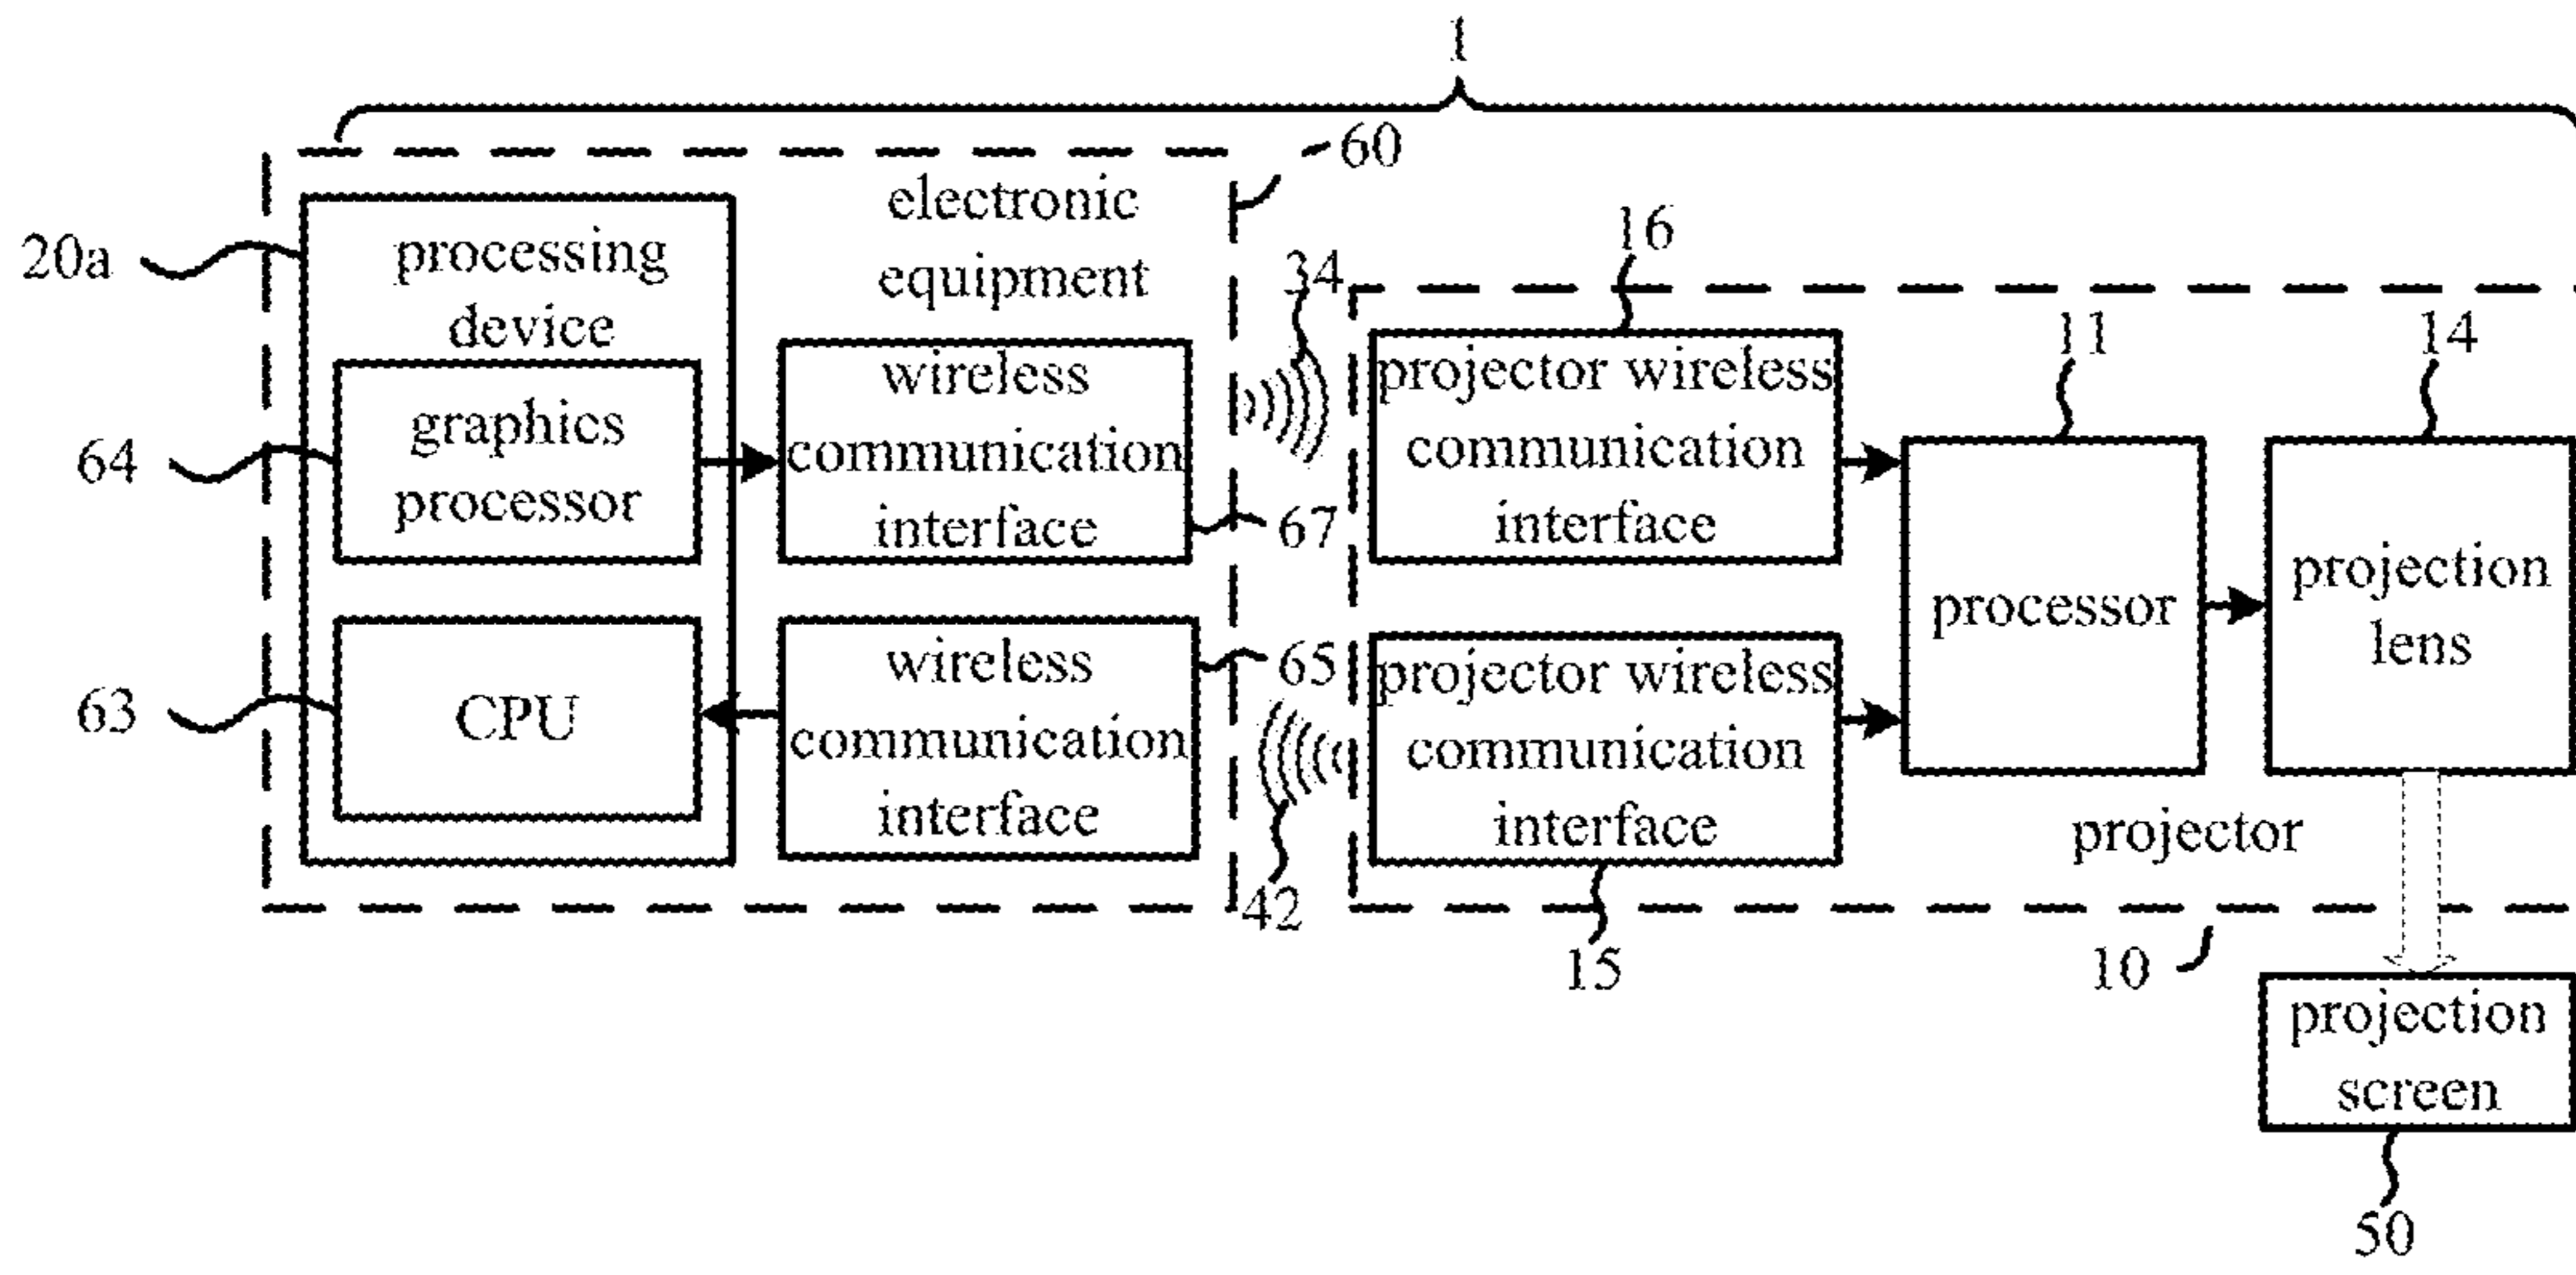 1
60
electronic
equipment
20a
processing
device
34
16
11
14
64
graphics
processor
wireless
communication
interface
67
projector wireless
communication
interface
processor
projection
lens
63
CPU
wireless
communication
interface
65
42
projector wireless
communication
interface
15
projector
10
projection
screen
50